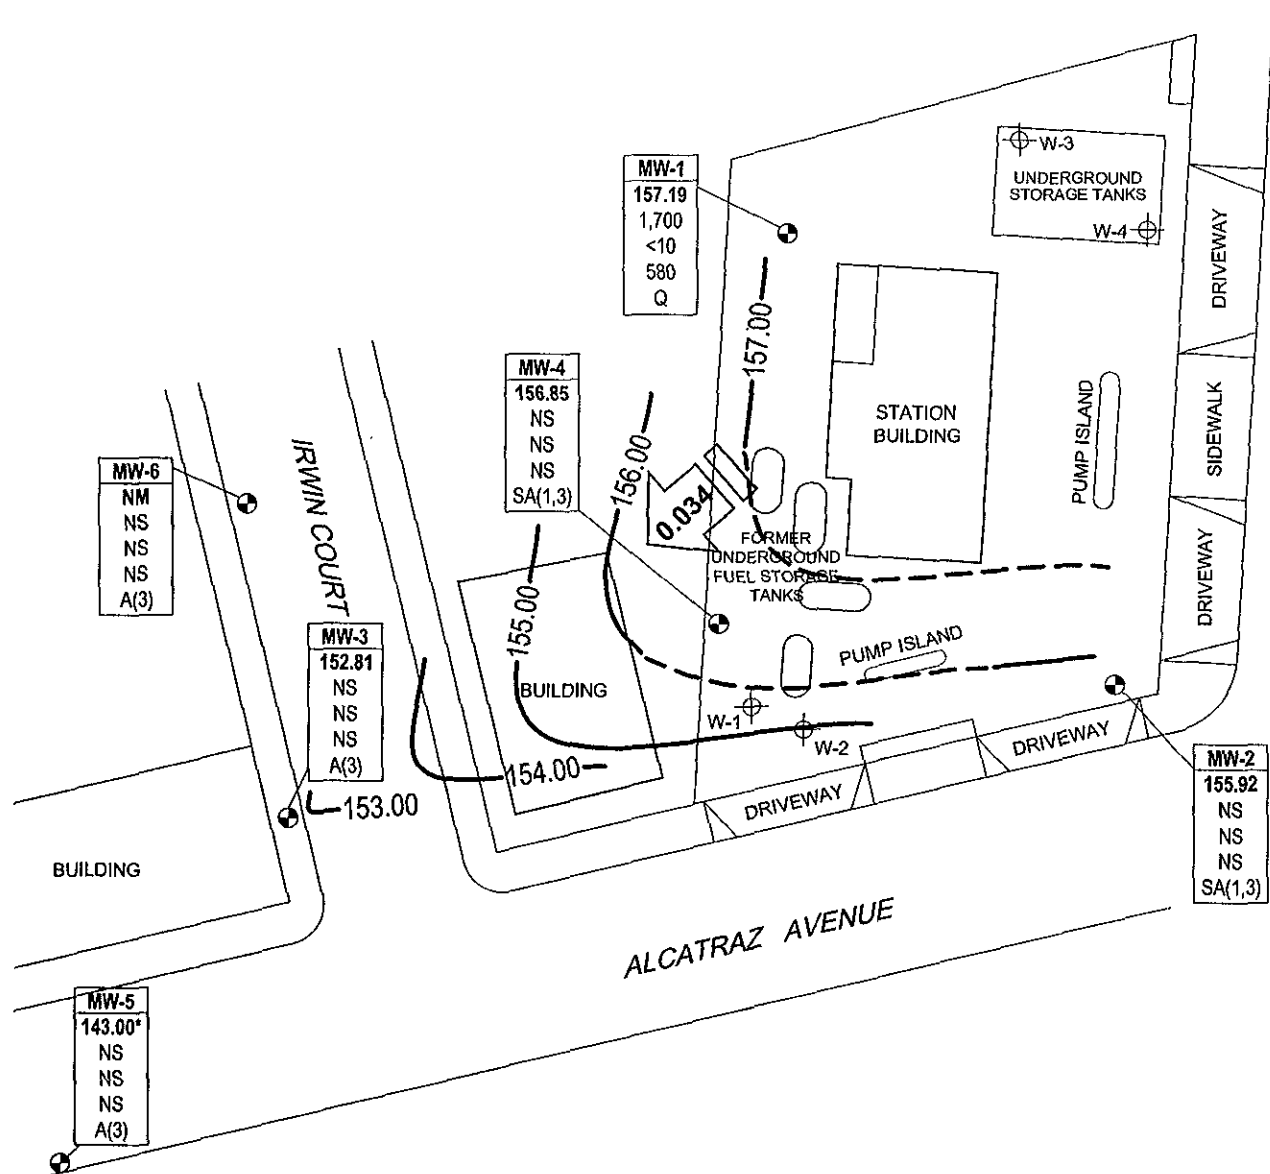 W-3
UNDERGROUND
STORAGE TANKS
W-4
MW-1
157.19
1,700
<10
580
Q
DRIVEWAY
157.00
MW-4
156.85
NS
NS
NS
SA(1,3)
STATION
BUILDING
PUMP ISLAND
SIDEWALK
156.00
0.034
MW-6
NM
NS
NS
NS
A(3)
IRWIN COURT
FORMER
UNDERGROUND
FUEL STORAGE
TANKS
DRIVEWAY
155.00
MW-3
152.81
NS
NS
NS
A(3)
BUILDING
PUMP ISLAND
W-1
W-2
DRIVEWAY
154.00
153.00
DRIVEWAY
MW-2
155.92
NS
NS
NS
SA(1,3)
BUILDING
ALCATRAZ AVENUE
MW-5
143.00*
NS
NS
NS
A(3)